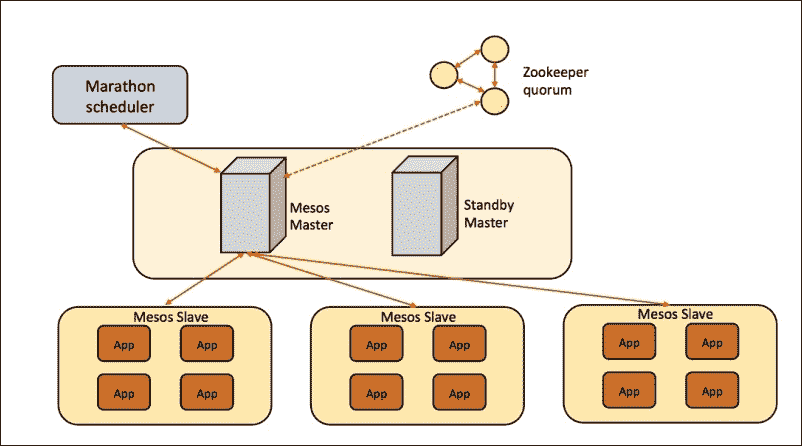 Marathon
scheduler
Zookeeper
quorum
Mesos
Master
Standby
Master
Mesos Slave
App
App
App
App
Mesos Slave
App
App
App
App
Mesos Slave
App
App
App
App